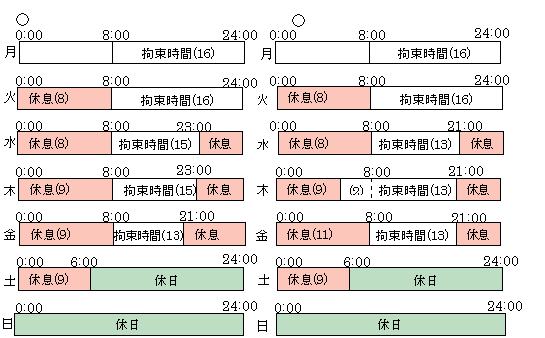 0:00 8:00 24:00
月 拘束時間(16)
0:00 8:00 24:00
火 休息(8) 拘束時間(16)
0:00 8:00 23:00
水 休息(8) 拘束時間(15) 休息
0:00 8:00 23:00
木 休息(9) 拘束時間(15) 休息
0:00 8:00 21:00
金 休息(9) 拘束時間(13) 休息
0:00 6:00 24:00
土 休息(9) 休日
0:00 24:00
日 休日
0:00 8:00 24:00
月 拘束時間(16)
0:00 8:00 24:00
火 休息(8) 拘束時間(16)
0:00 8:00 21:00
水 休息(8) 拘束時間(13) 休息
0:00 8:00 21:00
木 休息(9) (2) 拘束時間(13) 休息
0:00 8:00 21:00
金 休息(11) 拘束時間(13) 休息
0:00 6:00 24:00
土 休息(9) 休日
0:00 24:00
日 休日